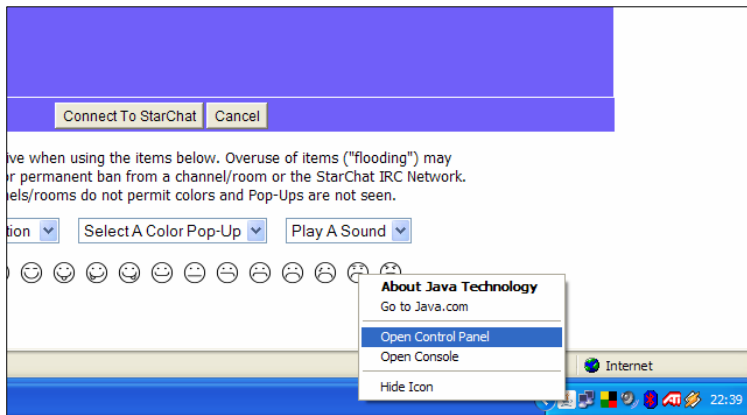 Connect To StarChat Cancel
ive when using the items below. Overuse of items ("flooding") may
or permanent ban from a channel/room or the StarChat IRC Network.
nels/rooms do not permit colors and Pop-Ups are not seen.
tion Select A Color Pop-Up Play A Sound
About Java Technology
Go to Java.com
Open Control Panel
Open Console
Hide Icon
Internet
ATI 22:39